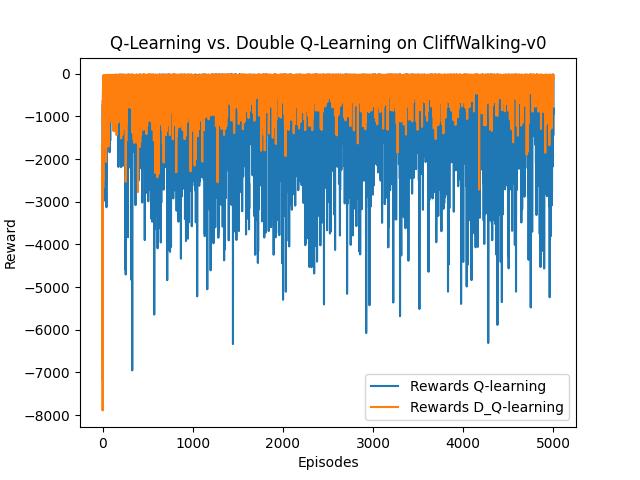 Q-Learning vs. Double Q-Learning on CliffWalking-v0
0
−1000
−2000
−3000
−4000
−5000
−6000
−7000
−8000
Reward
Rewards Q-learning
Rewards D_Q-learning
0 1000 2000 3000 4000 5000
Episodes